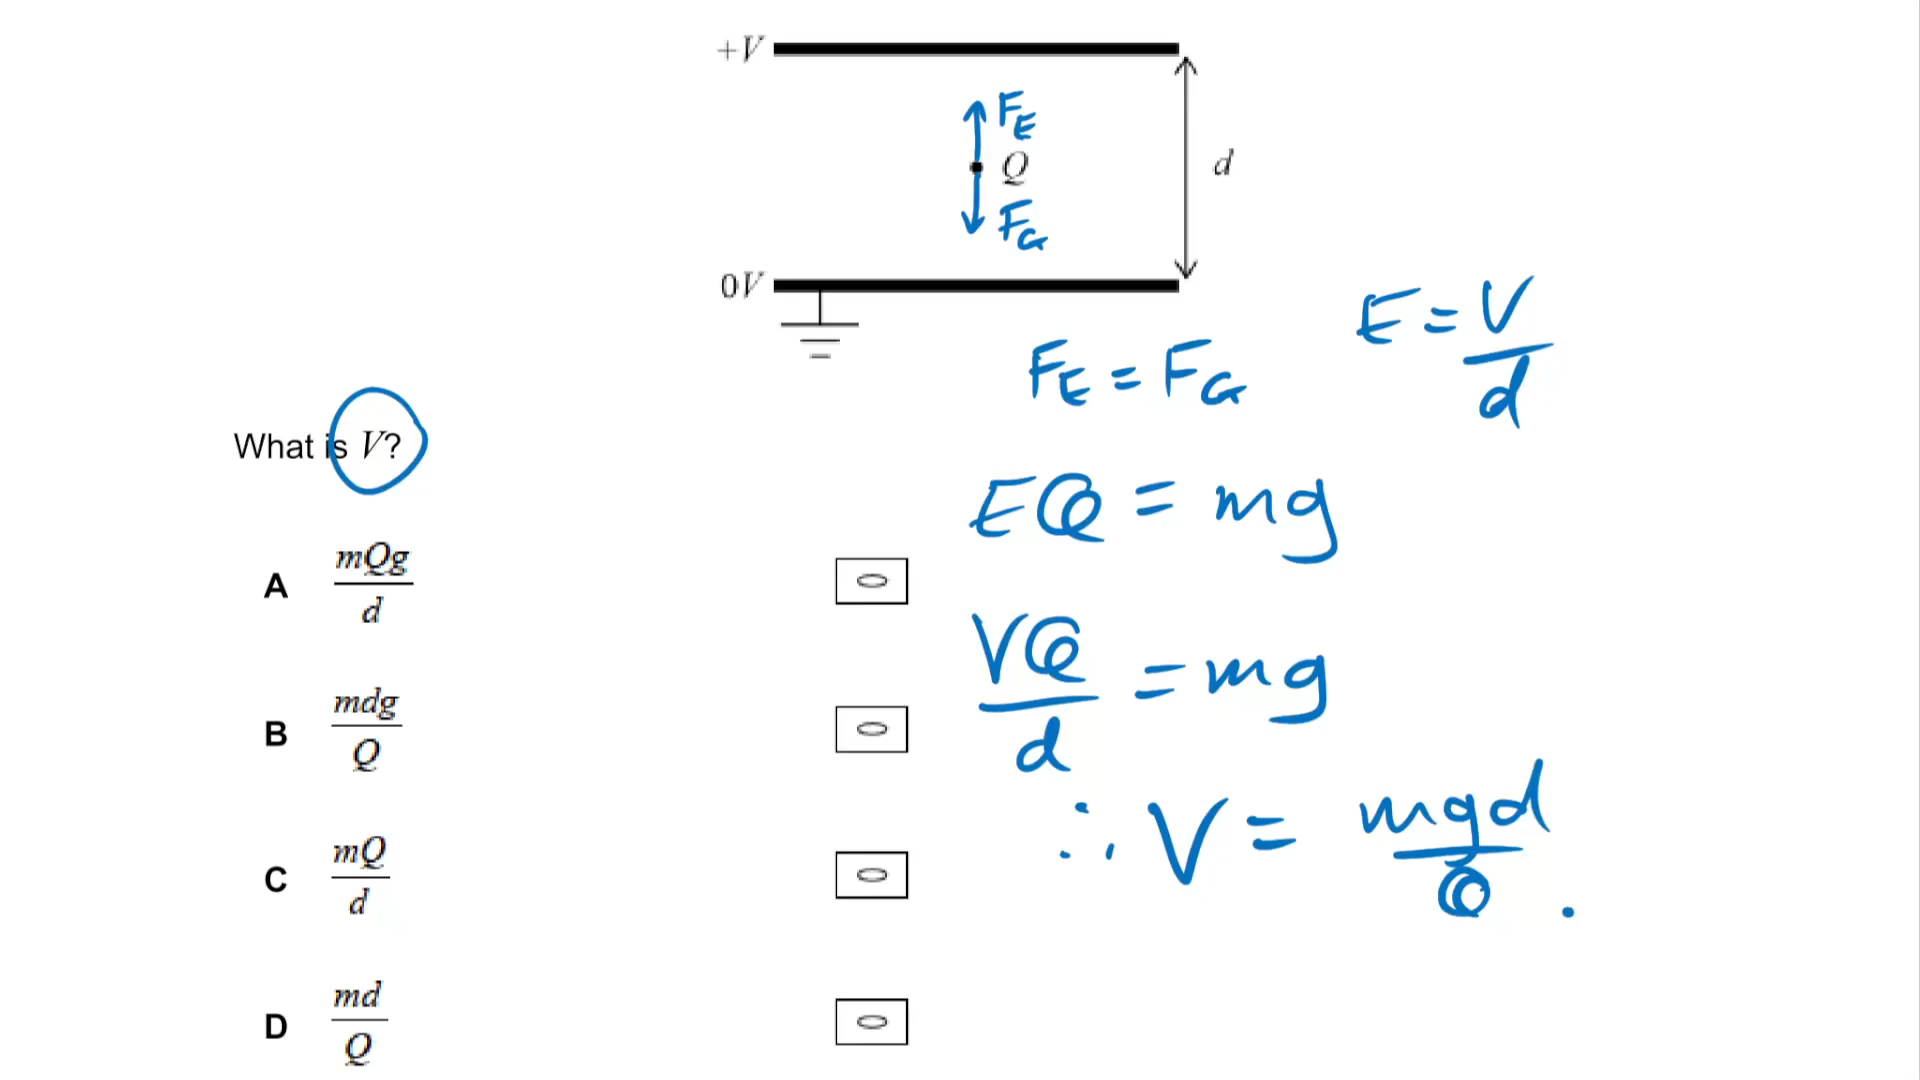 +V
F_E
Q
d
F_G
0V
E = V/d
F_E = F_G
What is V?
EQ = mg
A mQg/d
VQ/d = mg
B mdg/Q
∴ V = mgd/Q.
C mQ/d
D md/Q